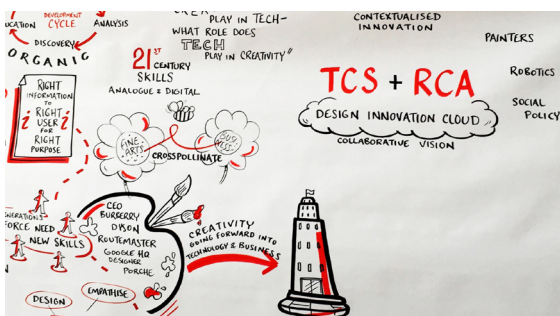 DEVELOPMENT
CYCLE
ANALYSIS
DISCOVERY
ORGANIC
RIGHT
INFORMATION
TO
RIGHT
USER
FOR
RIGHT
PURPOSE
i
i
PLAY IN TECH-
WHAT ROLE DOES
TECH
PLAY IN CREATIVITY"
21ST CENTURY
SKILLS
ANALOGUE & DIGITAL
FINE
ARTS
BUSINESS
CROSSPOLLINATE
CONTEXTUALISED
INNOVATION
PAINTERS
ROBOTICS
SOCIAL
POLICY
TCS + RCA
DESIGN INNOVATION CLOUD
COLLABORATIVE VISION
NEED
NEW SKILLS
CEO
BURBERRY
DYSON
ROUTEMASTER
GOOGLE HQ
DESIGNER
PORCHE
CREATIVITY
GOING FORWARD INTO
TECHNOLOGY & BUSINESS
DESIGN
EMPATHISE